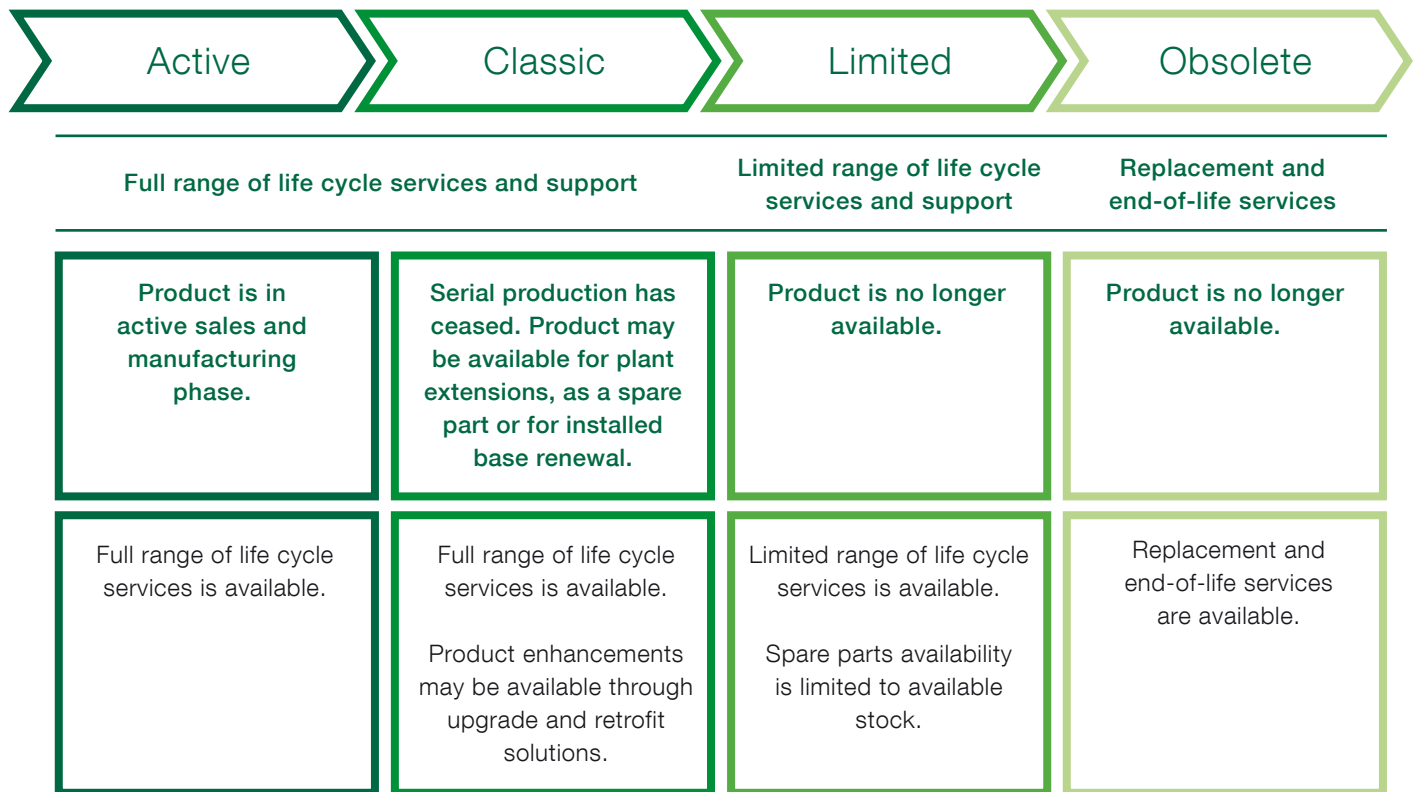 Active
Classic
Limited
Obsolete
Full range of life cycle services and support
Limited range of life cycle
services and support
Replacement and
end-of-life services
Product is in
active sales and
manufacturing
phase.
Serial production has
ceased. Product may
be available for plant
extensions, as a spare
part or for installed
base renewal.
Product is no longer
available.
Product is no longer
available.
Full range of life cycle
services is available.
Full range of life cycle
services is available.
Product enhancements
may be available through
upgrade and retrofit
solutions.
Limited range of life cycle
services is available.
Spare parts availability
is limited to available
stock.
Replacement and
end-of-life services
are available.